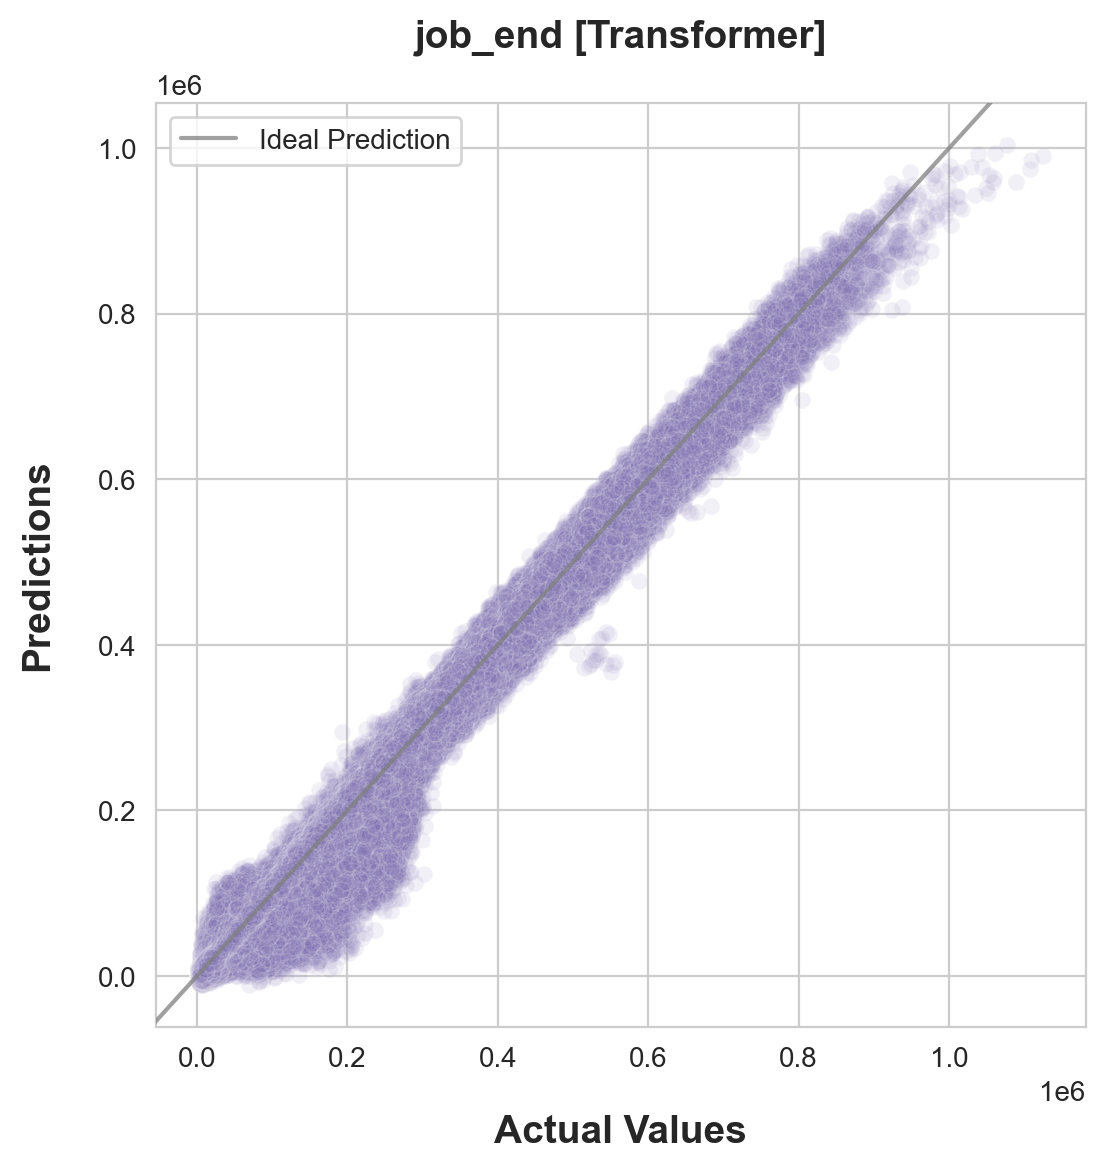 job_end [Transformer]
1e6
Ideal Prediction
1.0
0.8
0.6
0.4
0.2
0.0
Predictions
0.0 0.2 0.4 0.6 0.8 1.0
1e6
Actual Values